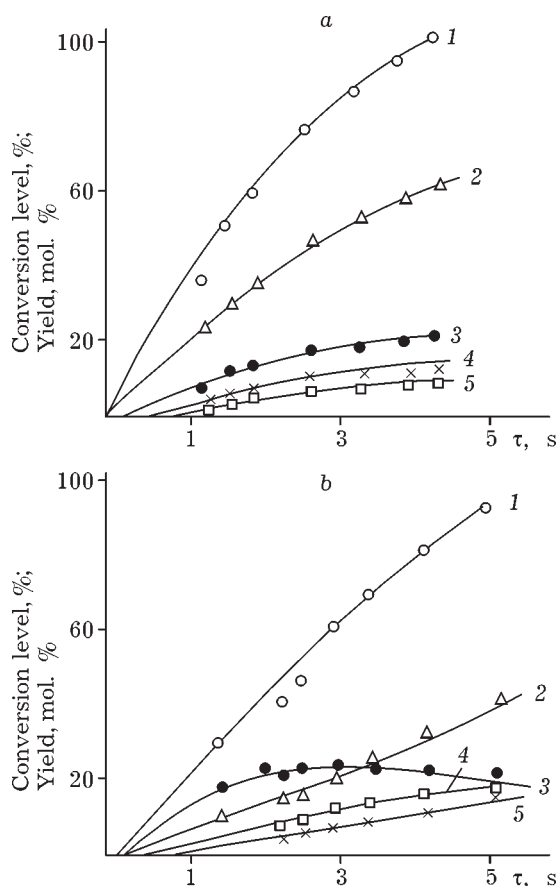 a
Conversion level, %;
Yield, mol. %
100
60
20
1
2
3
4
5
1 3 5 τ, s
b
Conversion level, %;
Yield, mol. %
100
60
20
1
2
4
3
5
1 3 5 τ, s